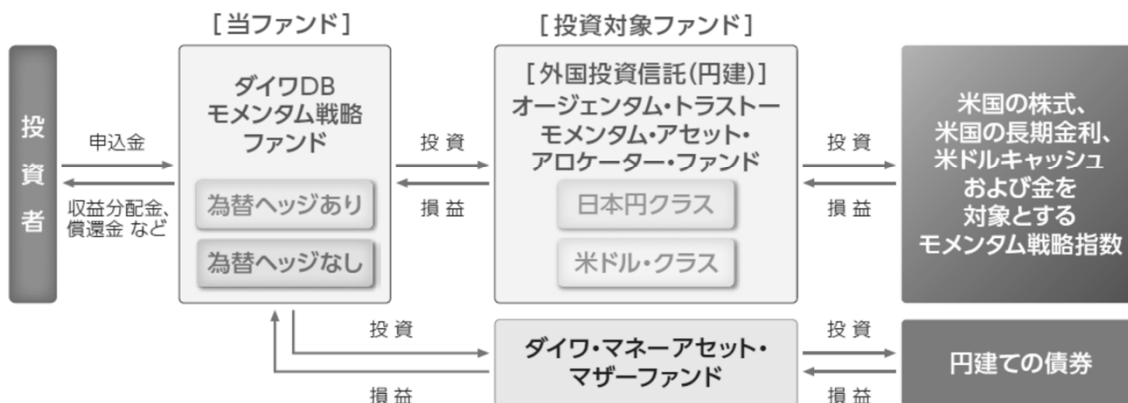 [当ファンド]
[投資対象ファンド]
投資者
申込金
収益分配金、
償還金 など
ダイワDB
モメンタム戦略
ファンド
為替ヘッジあり
為替ヘッジなし
投資
損益
[外国投資信託(円建)]
オージェンタム・トラストー
モメンタム・アセット・
アロケーター・ファンド
日本円クラス
米ドル・クラス
投資
損益
米国の株式、
米国の長期金利、
米ドルキャッシュ
および金を
対象とする
モメンタム戦略指数
投資
損益
ダイワ・マネーアセット・
マザーファンド
投資
損益
円建ての債券